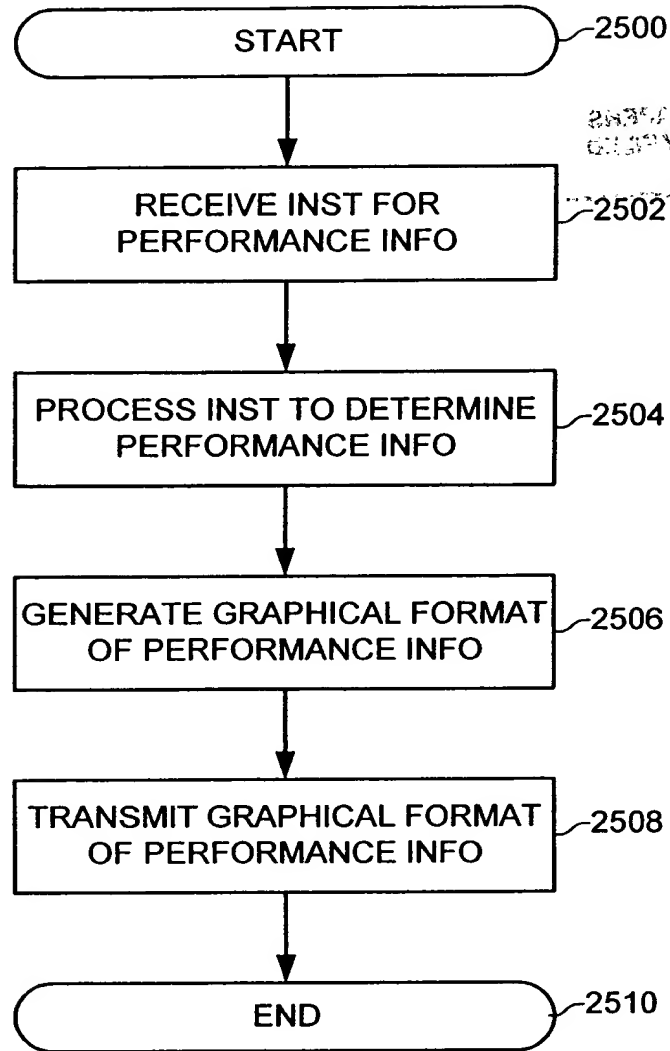 START
2500
RECEIVE INST FOR
PERFORMANCE INFO
2502
PROCESS INST TO DETERMINE
PERFORMANCE INFO
2504
GENERATE GRAPHICAL FORMAT
OF PERFORMANCE INFO
2506
TRANSMIT GRAPHICAL FORMAT
OF PERFORMANCE INFO
2508
END
2510